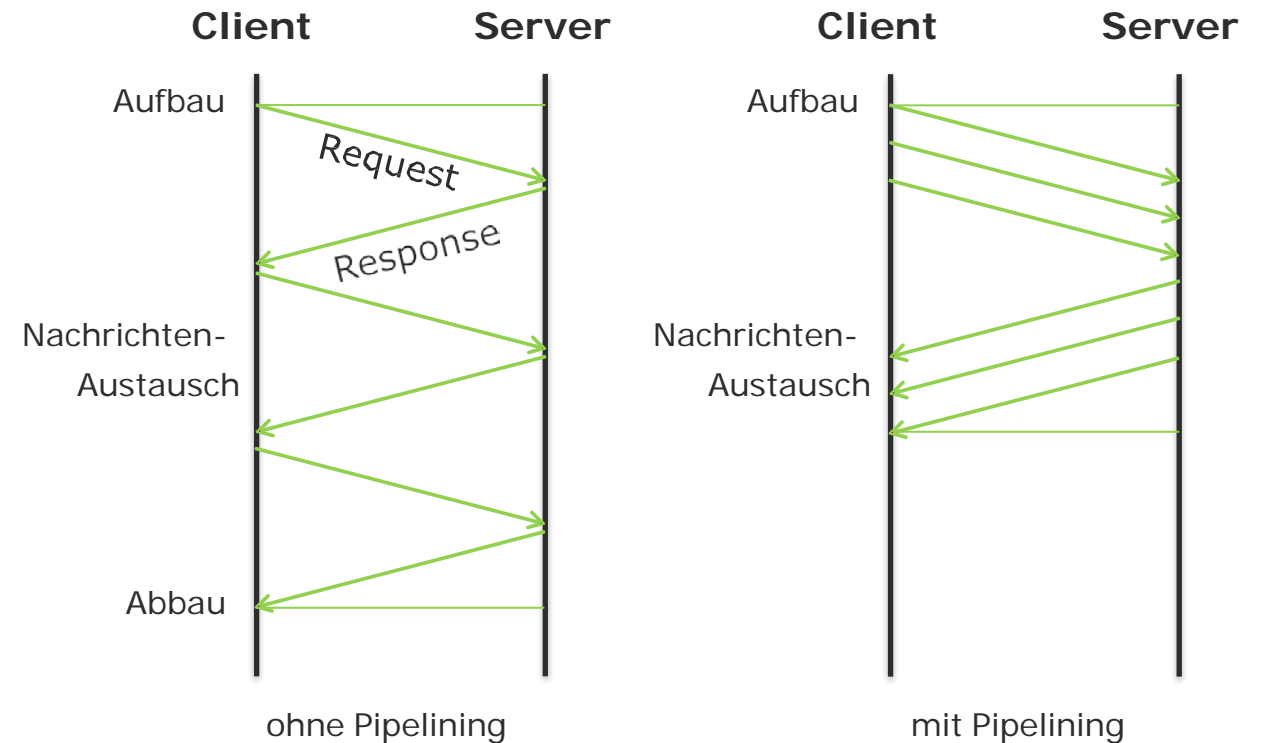 Client Server
Aufbau
Request
Response
Nachrichten-
Austausch
Abbau
ohne Pipelining
Client Server
Aufbau
Nachrichten-
Austausch
mit Pipelining